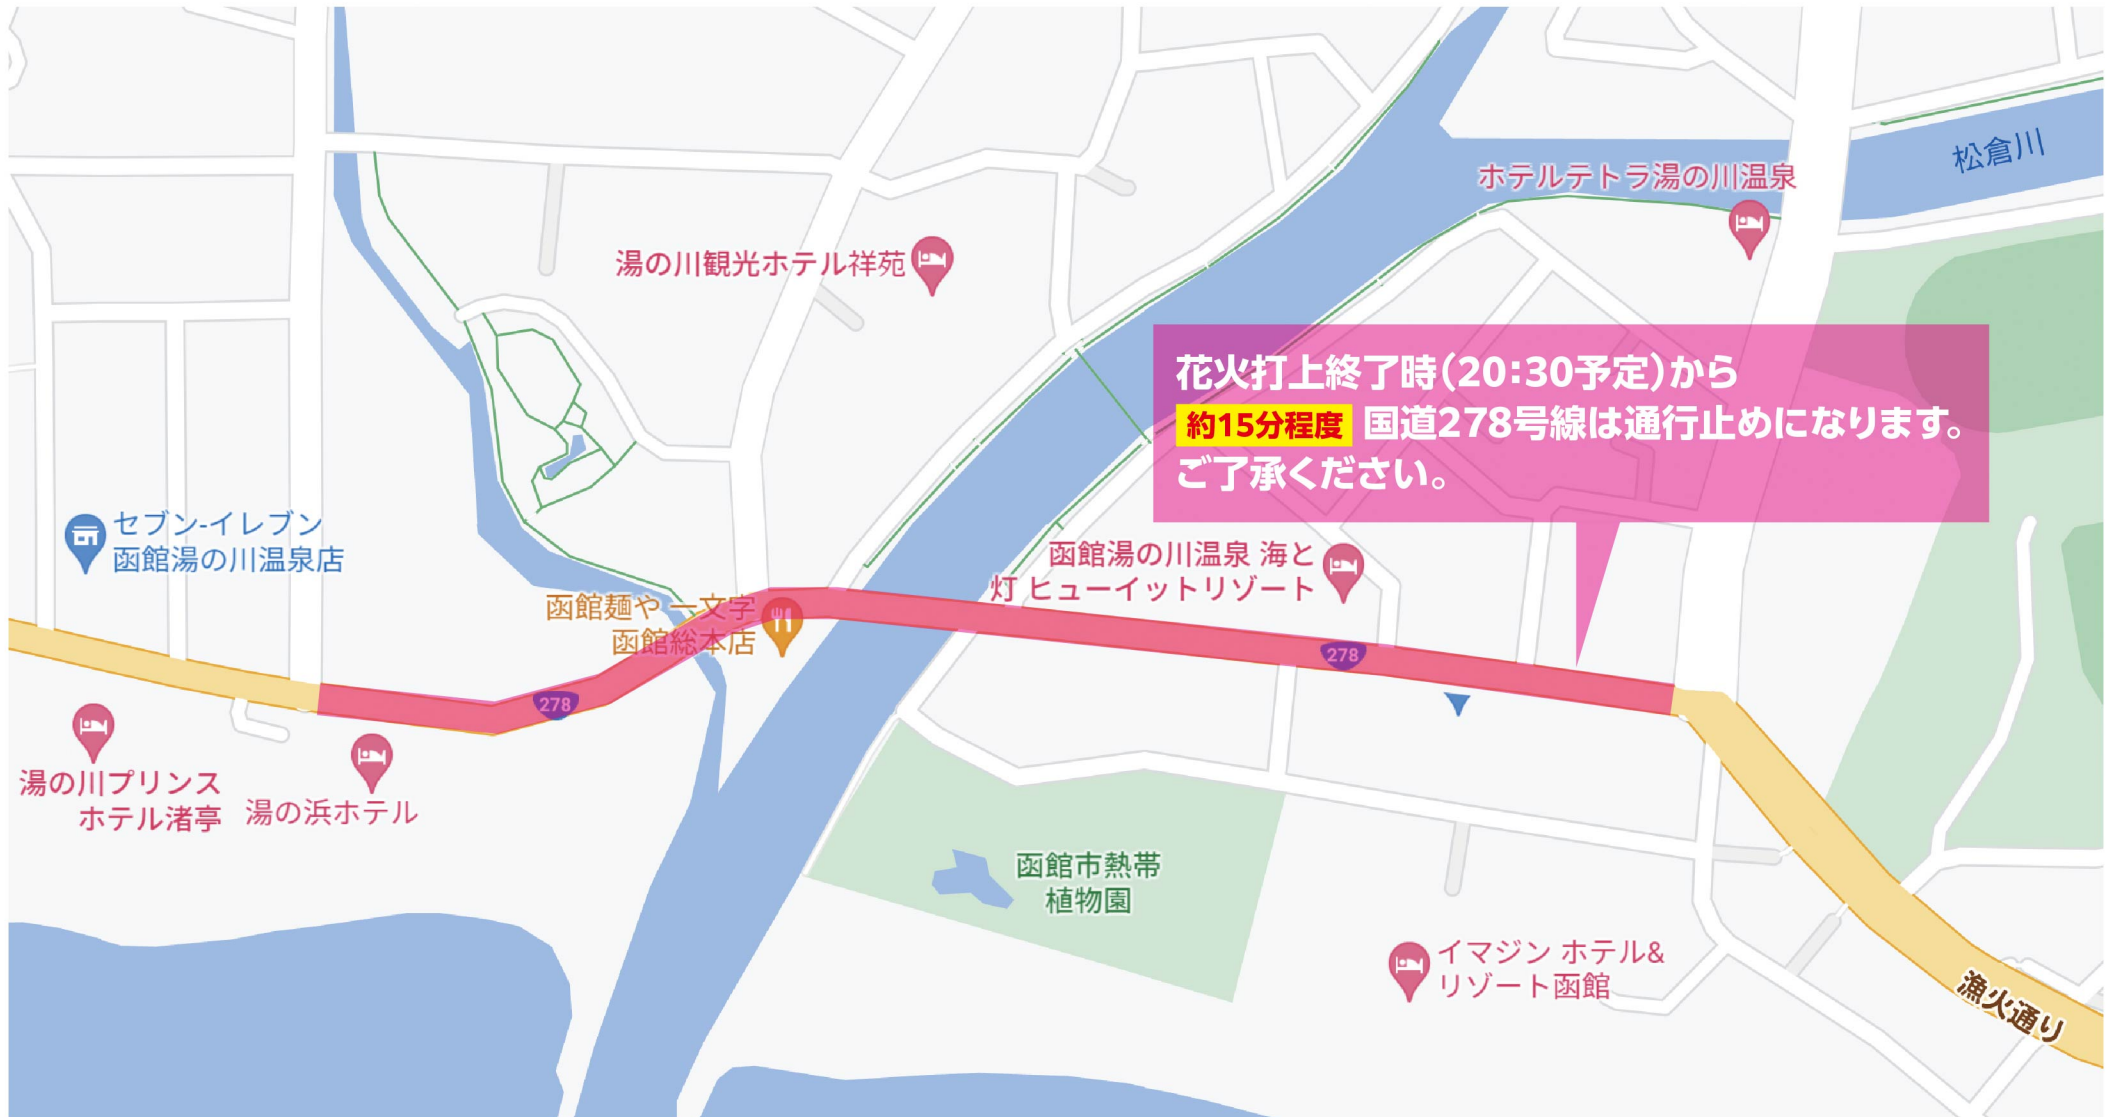 松倉川
ホテルテトラ湯の川温泉
湯の川観光ホテル祥苑
花火打上終了時(20:30予定)から
約15分程度 国道278号線は通行止めになります。
ご了承ください。
セブン-イレブン
函館湯の川温泉店
函館湯の川温泉 海と
灯 ヒューイットリゾート
函館麺や 一文字
函館総本店
278
278
湯の川プリンス
ホテル渚亭
湯の浜ホテル
函館市熱帯
植物園
イマジン ホテル&
リゾート函館
漁火通り